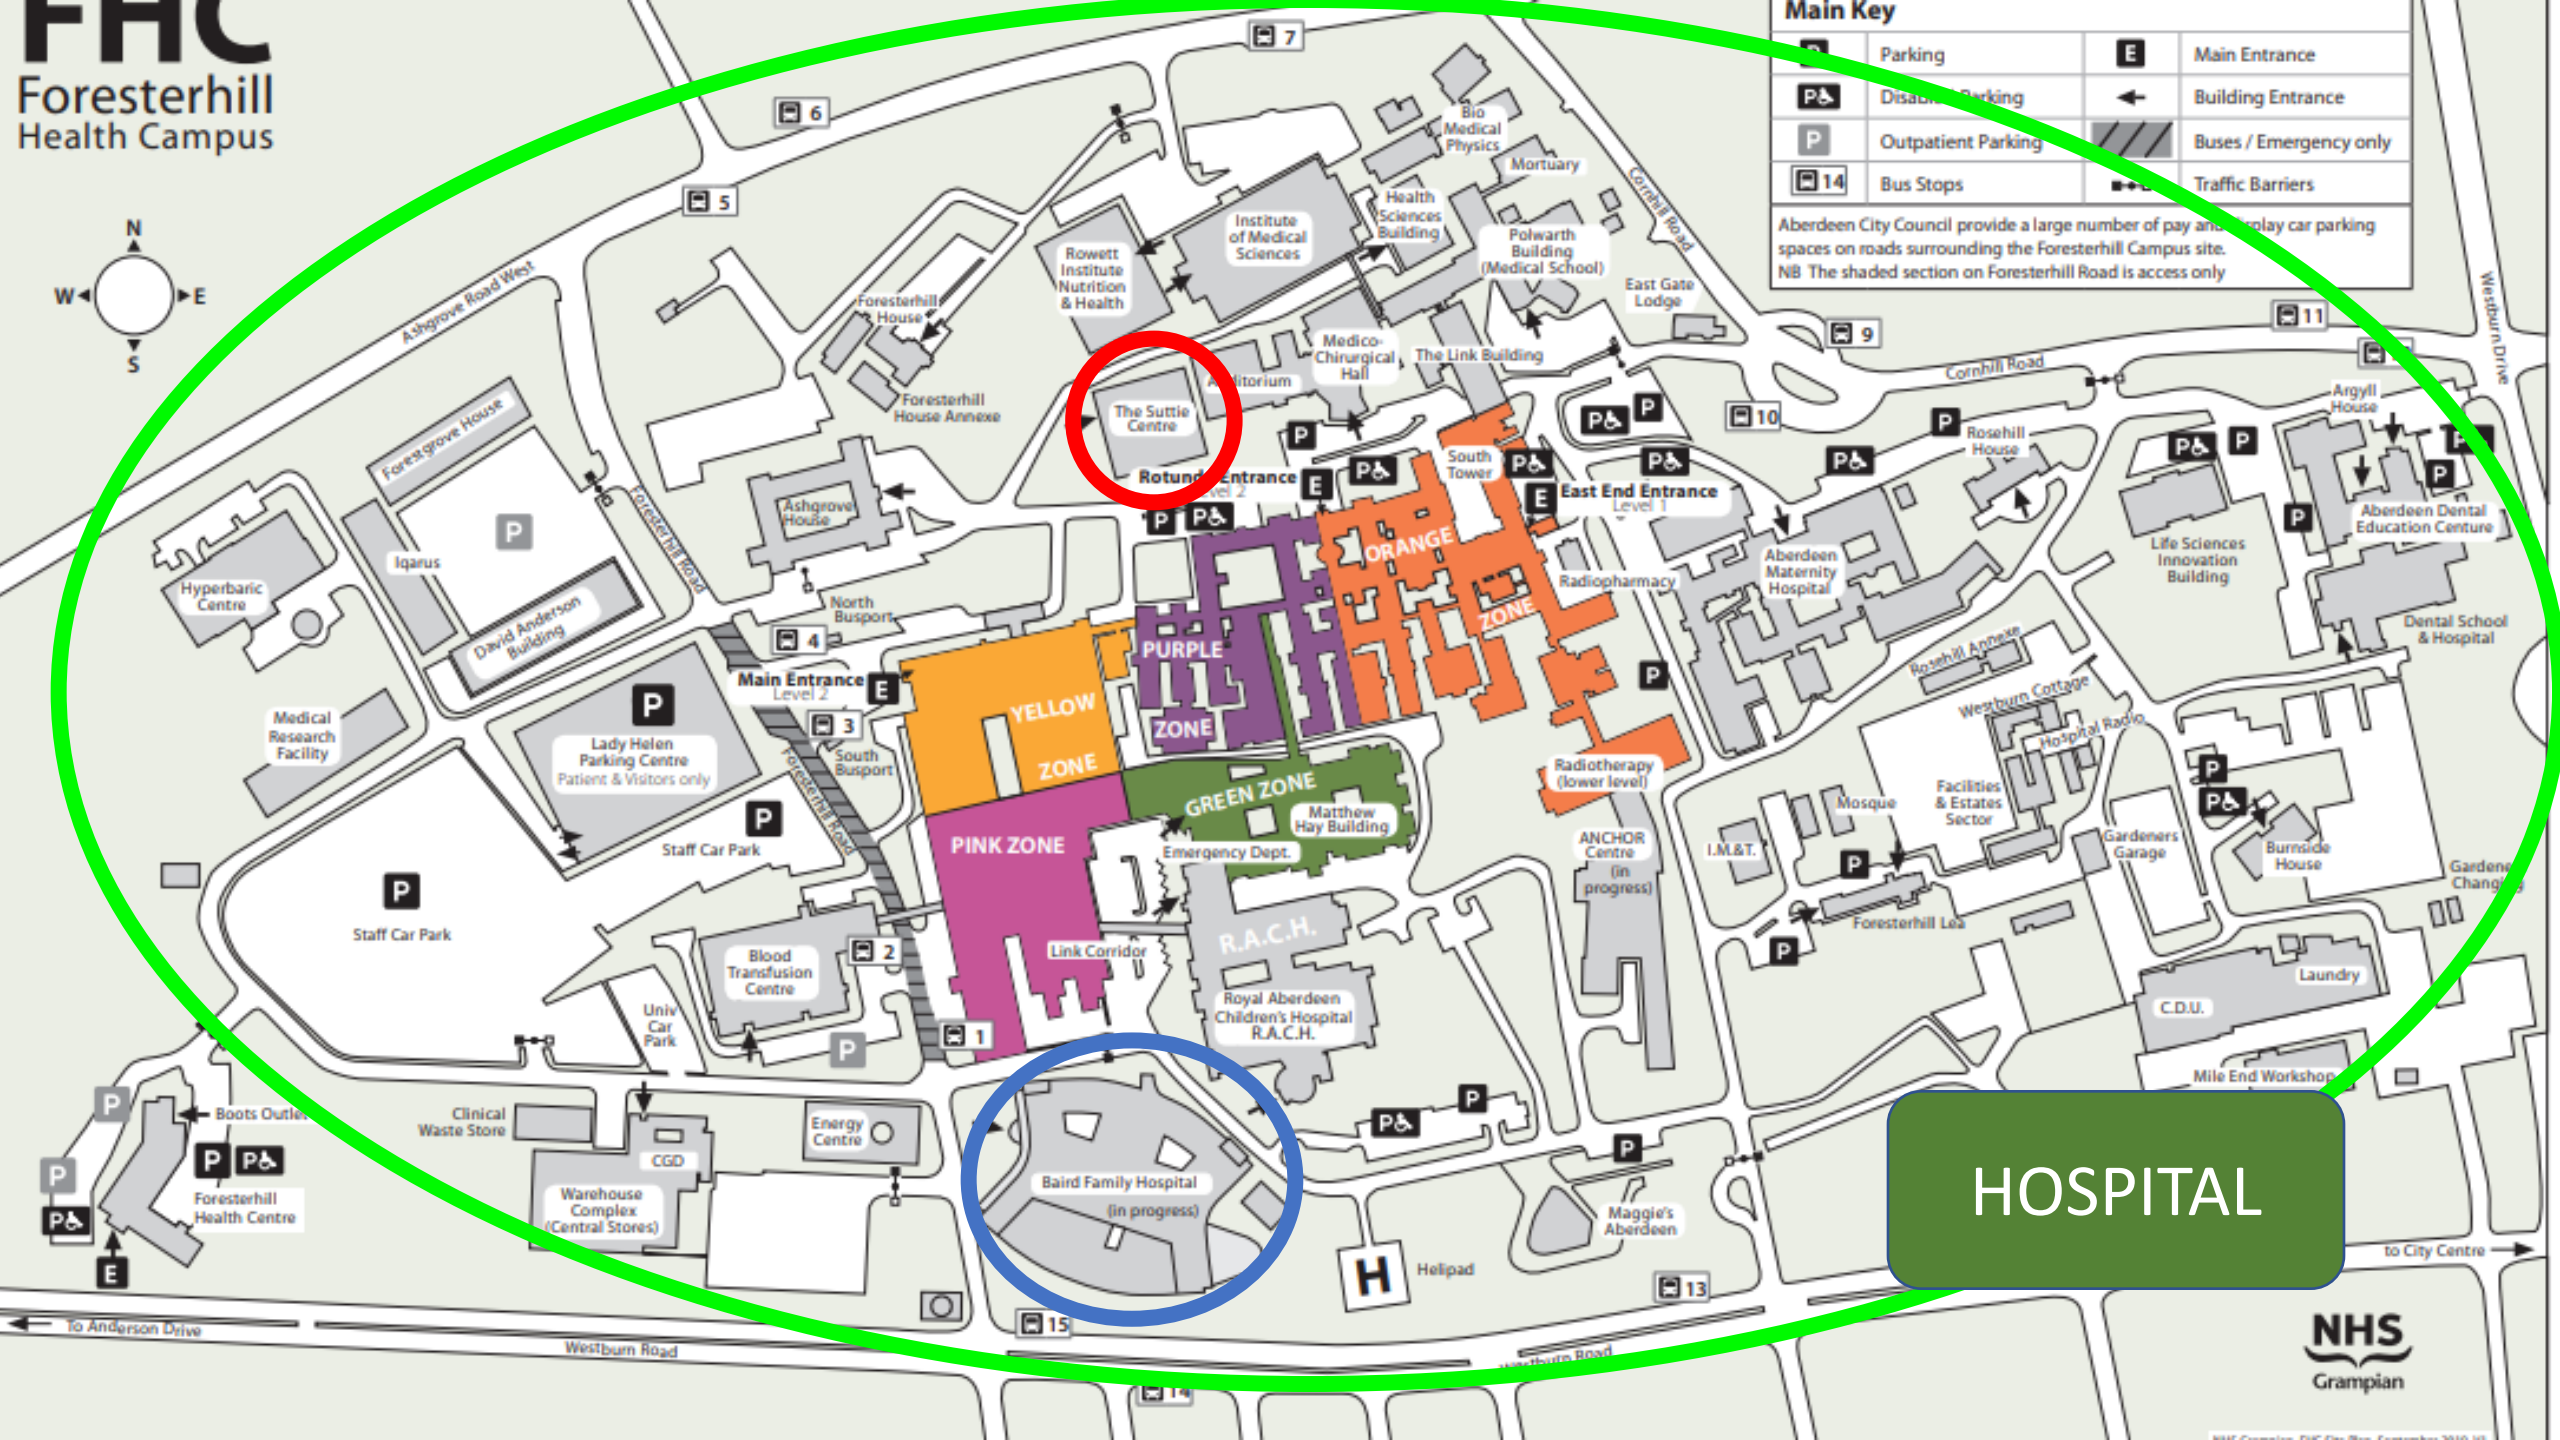 FHC
Foresterhill
Health Campus
N
W
E
S
Main Key
P
Parking
E
Main Entrance
P
Disabled Parking
Building Entrance
P
Outpatient Parking
Buses / Emergency only
14
Bus Stops
Traffic Barriers
Aberdeen City Council provide a large number of pay and display car parking
spaces on roads surrounding the Foresterhill Campus site.
NB The shaded section on Foresterhill Road is access only
7
6
5
Ashgrove Road West
Bio
Medical
Physics
Mortuary
Health
Sciences
Building
Institute
of Medical
Sciences
Polwarth
Building
(Medical School)
Cornhill Road
Rowett
Institute
Nutrition
& Health
East Gate
Lodge
Foresterhill
House
Foresterhill
House Annexe
Medico-
Chirurgical
Hall
The Link Building
Auditorium
The Suttie
Centre
9
11
Cornhill Road
Westburn Drive
10
Argyll
House
Rosehill
House
Forestgrove House
Iqarus
Hyperbaric
Centre
David Anderson
Building
Foresterhill Road
Ashgrove
House
Rotunda Entrance
Level 2
E
South
Tower
E
East End Entrance
Level 1
ORANGE
ZONE
Radiopharmacy
Aberdeen
Maternity
Hospital
Life Sciences
Innovation
Building
Aberdeen Dental
Education Centure
Dental School
& Hospital
North
Busport
4
Main Entrance
Level 2
E
3
South
Busport
Foresterhill Road
YELLOW
ZONE
PURPLE
ZONE
GREEN ZONE
Matthew
Hay Building
Radiotherapy
(lower level)
Rosehill Annexe
Westburn Cottage
Hospital Radio
Medical
Research
Facility
P
Lady Helen
Parking Centre
Patient & Visitors only
P
Staff Car Park
P
Staff Car Park
PINK ZONE
Emergency Dept.
ANCHOR
Centre
(in
progress)
I.M.&T.
Mosque
Facilities
& Estates
Sector
Gardeners
Garage
Burnside
House
Foresterhill Lea
R.A.C.H.
Link Corridor
Royal Aberdeen
Children's Hospital
R.A.C.H.
Blood
Transfusion
Centre
2
1
Univ
Car
Park
P
Laundry
C.D.U.
Mile End Workshop
P
Boots Outlet
P
P
P
Foresterhill
Health Centre
P
E
Clinical
Waste Store
CGD
Warehouse
Complex
(Central Stores)
Energy
Centre
Baird Family Hospital
(in progress)
H
Helipad
Maggie's
Aberdeen
13
15
14
HOSPITAL
to City Centre
To Anderson Drive
Westburn Road
Westburn Road
NHS
Grampian